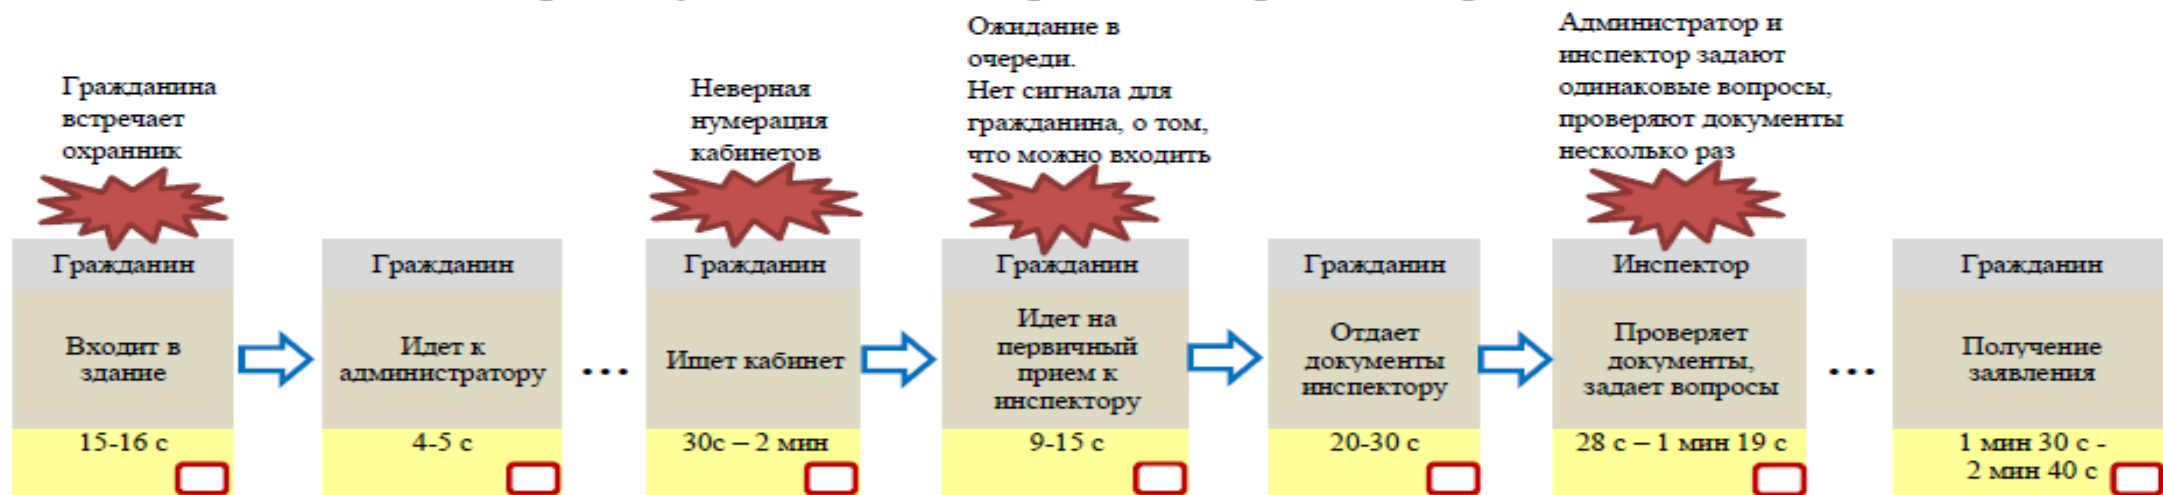 Гражданина
встречает
охранник
Неверная
нумерация
кабинетов
Ожидание в
очереди.
Нет сигнала для
гражданина, о том,
что можно входить
Администратор и
инспектор задают
одинаковые вопросы,
проверяют документы
несколько раз
Гражданин
Входит в
здание
15-16 с
Гражданин
Идет к
администратору
4-5 с
...
Гражданин
Ищет кабинет
30с – 2 мин
Гражданин
Идет на
первичный
прием к
инспектору
9-15 с
Гражданин
Отдает
документы
инспектору
20-30 с
Инспектор
Проверяет
документы,
задает вопросы
28 с – 1 мин 19 с
...
Гражданин
Получение
заявления
1 мин 30 с -
2 мин 40 с